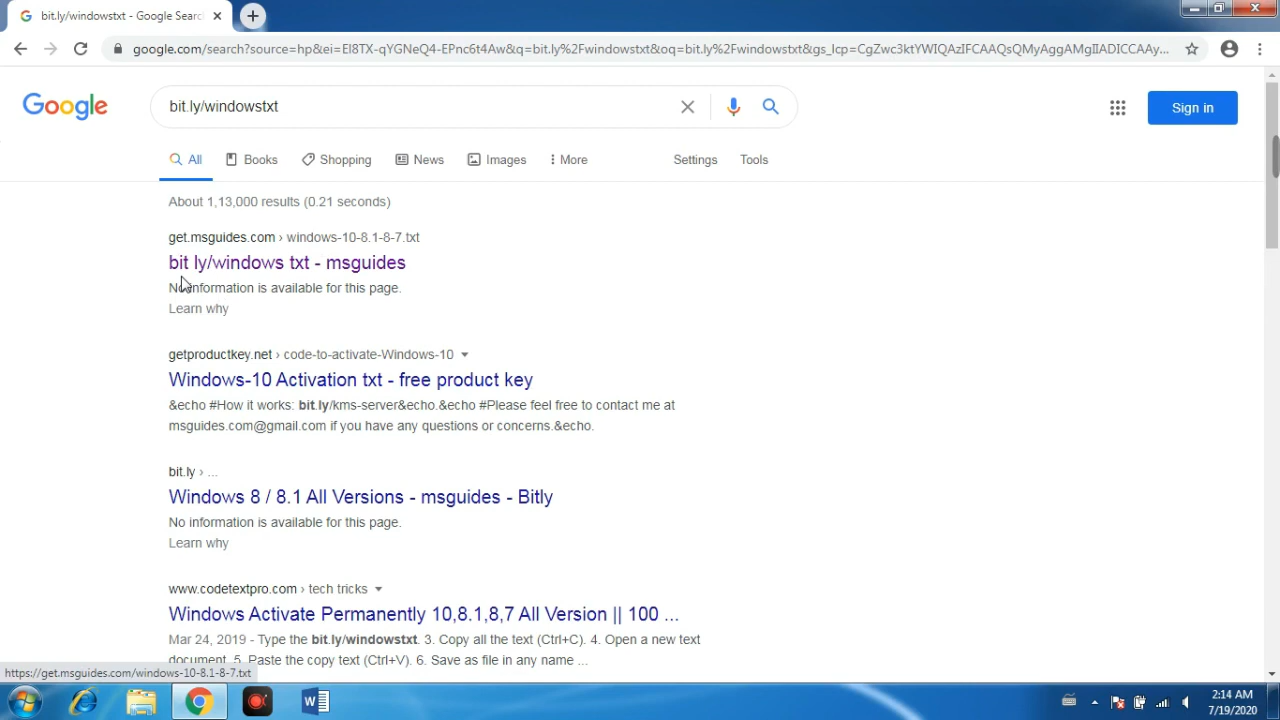 bit.ly/windowstxt - Google Searc
google.com/search?source=hp&ei=El8TX-qYGNeQ4-EPnc6t4Aw&q=bit.ly%2Fwindowstxt&oq=bit.ly%2Fwindowstxt&gs_lcp=CgZwc3ktYWIQAzIFCAAQsQMyAggAMgIIADICCAAy...
Google
bit.ly/windowstxt
Sign in
All Books Shopping News Images More Settings Tools
About 1,13,000 results (0.21 seconds)
get.msguides.com › windows-10-8.1-8-7.txt
bit ly/windows txt - msguides
No information is available for this page.
Learn why
getproductkey.net › code-to-activate-Windows-10
Windows-10 Activation txt - free product key
&echo #How it works: bit.ly/kms-server&echo.&echo #Please feel free to contact me at
msguides.com@gmail.com if you have any questions or concerns.&echo.
bit.ly › ...
Windows 8 / 8.1 All Versions - msguides - Bitly
No information is available for this page.
Learn why
www.codetextpro.com › tech tricks
Windows Activate Permanently 10,8.1,8,7 All Version || 100 ...
Mar 24, 2019 - Type the bit.ly/windowstxt. 3. Copy all the text (Ctrl+C). 4. Open a new text
document. 5. Paste the copy text (Ctrl+V). 6. Save as file in any name ...
https://get.msguides.com/windows-10-8.1-8-7.txt
2:14 AM
7/19/2020